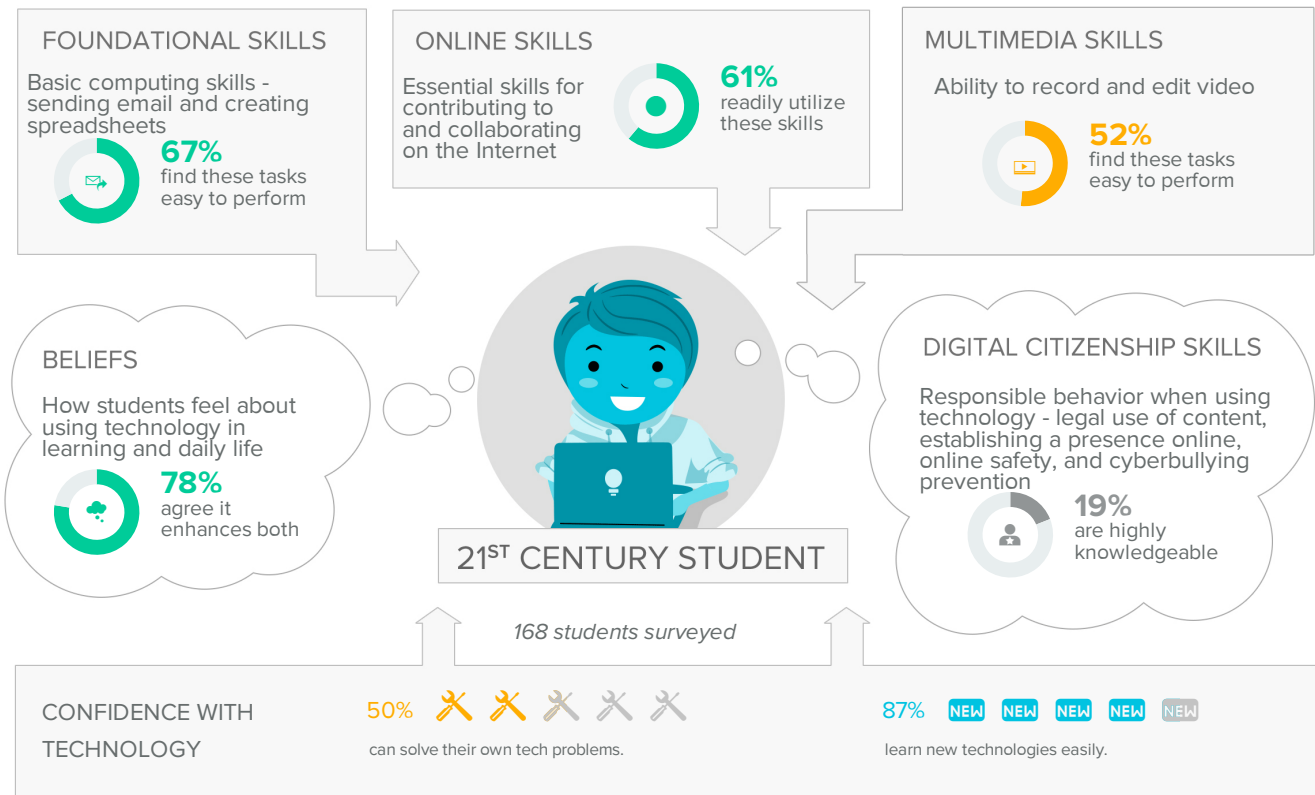 FOUNDATIONAL SKILLS
Basic computing skills -
sending email and creating
spreadsheets
67%
find these tasks
easy to perform
ONLINE SKILLS
Essential skills for
contributing to
and collaborating
on the Internet
61%
readily utilize
these skills
MULTIMEDIA SKILLS
Ability to record and edit video
52%
find these tasks
easy to perform
BELIEFS
How students feel about
using technology in
learning and daily life
78%
agree it
enhances both
DIGITAL CITIZENSHIP SKILLS
Responsible behavior when using
technology - legal use of content,
establishing a presence online,
online safety, and cyberbullying
prevention
19%
are highly
knowledgeable
21ST CENTURY STUDENT
168 students surveyed
CONFIDENCE WITH
TECHNOLOGY
50%
can solve their own tech problems.
87% NEW NEW NEW NEW NEW
learn new technologies easily.